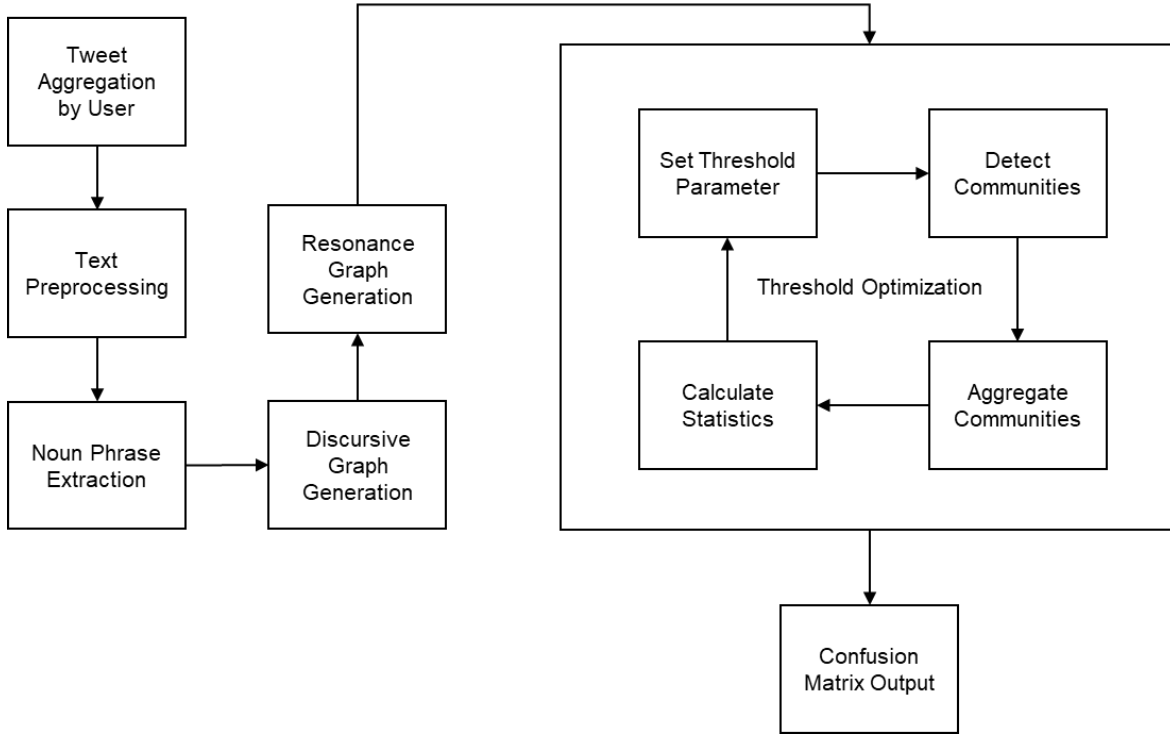 Tweet
Aggregation
by User
Text
Preprocessing
Noun Phrase
Extraction
Discursive
Graph
Generation
Resonance
Graph
Generation
Set Threshold
Parameter
Detect
Communities
Threshold Optimization
Aggregate
Communities
Calculate
Statistics
Confusion
Matrix Output